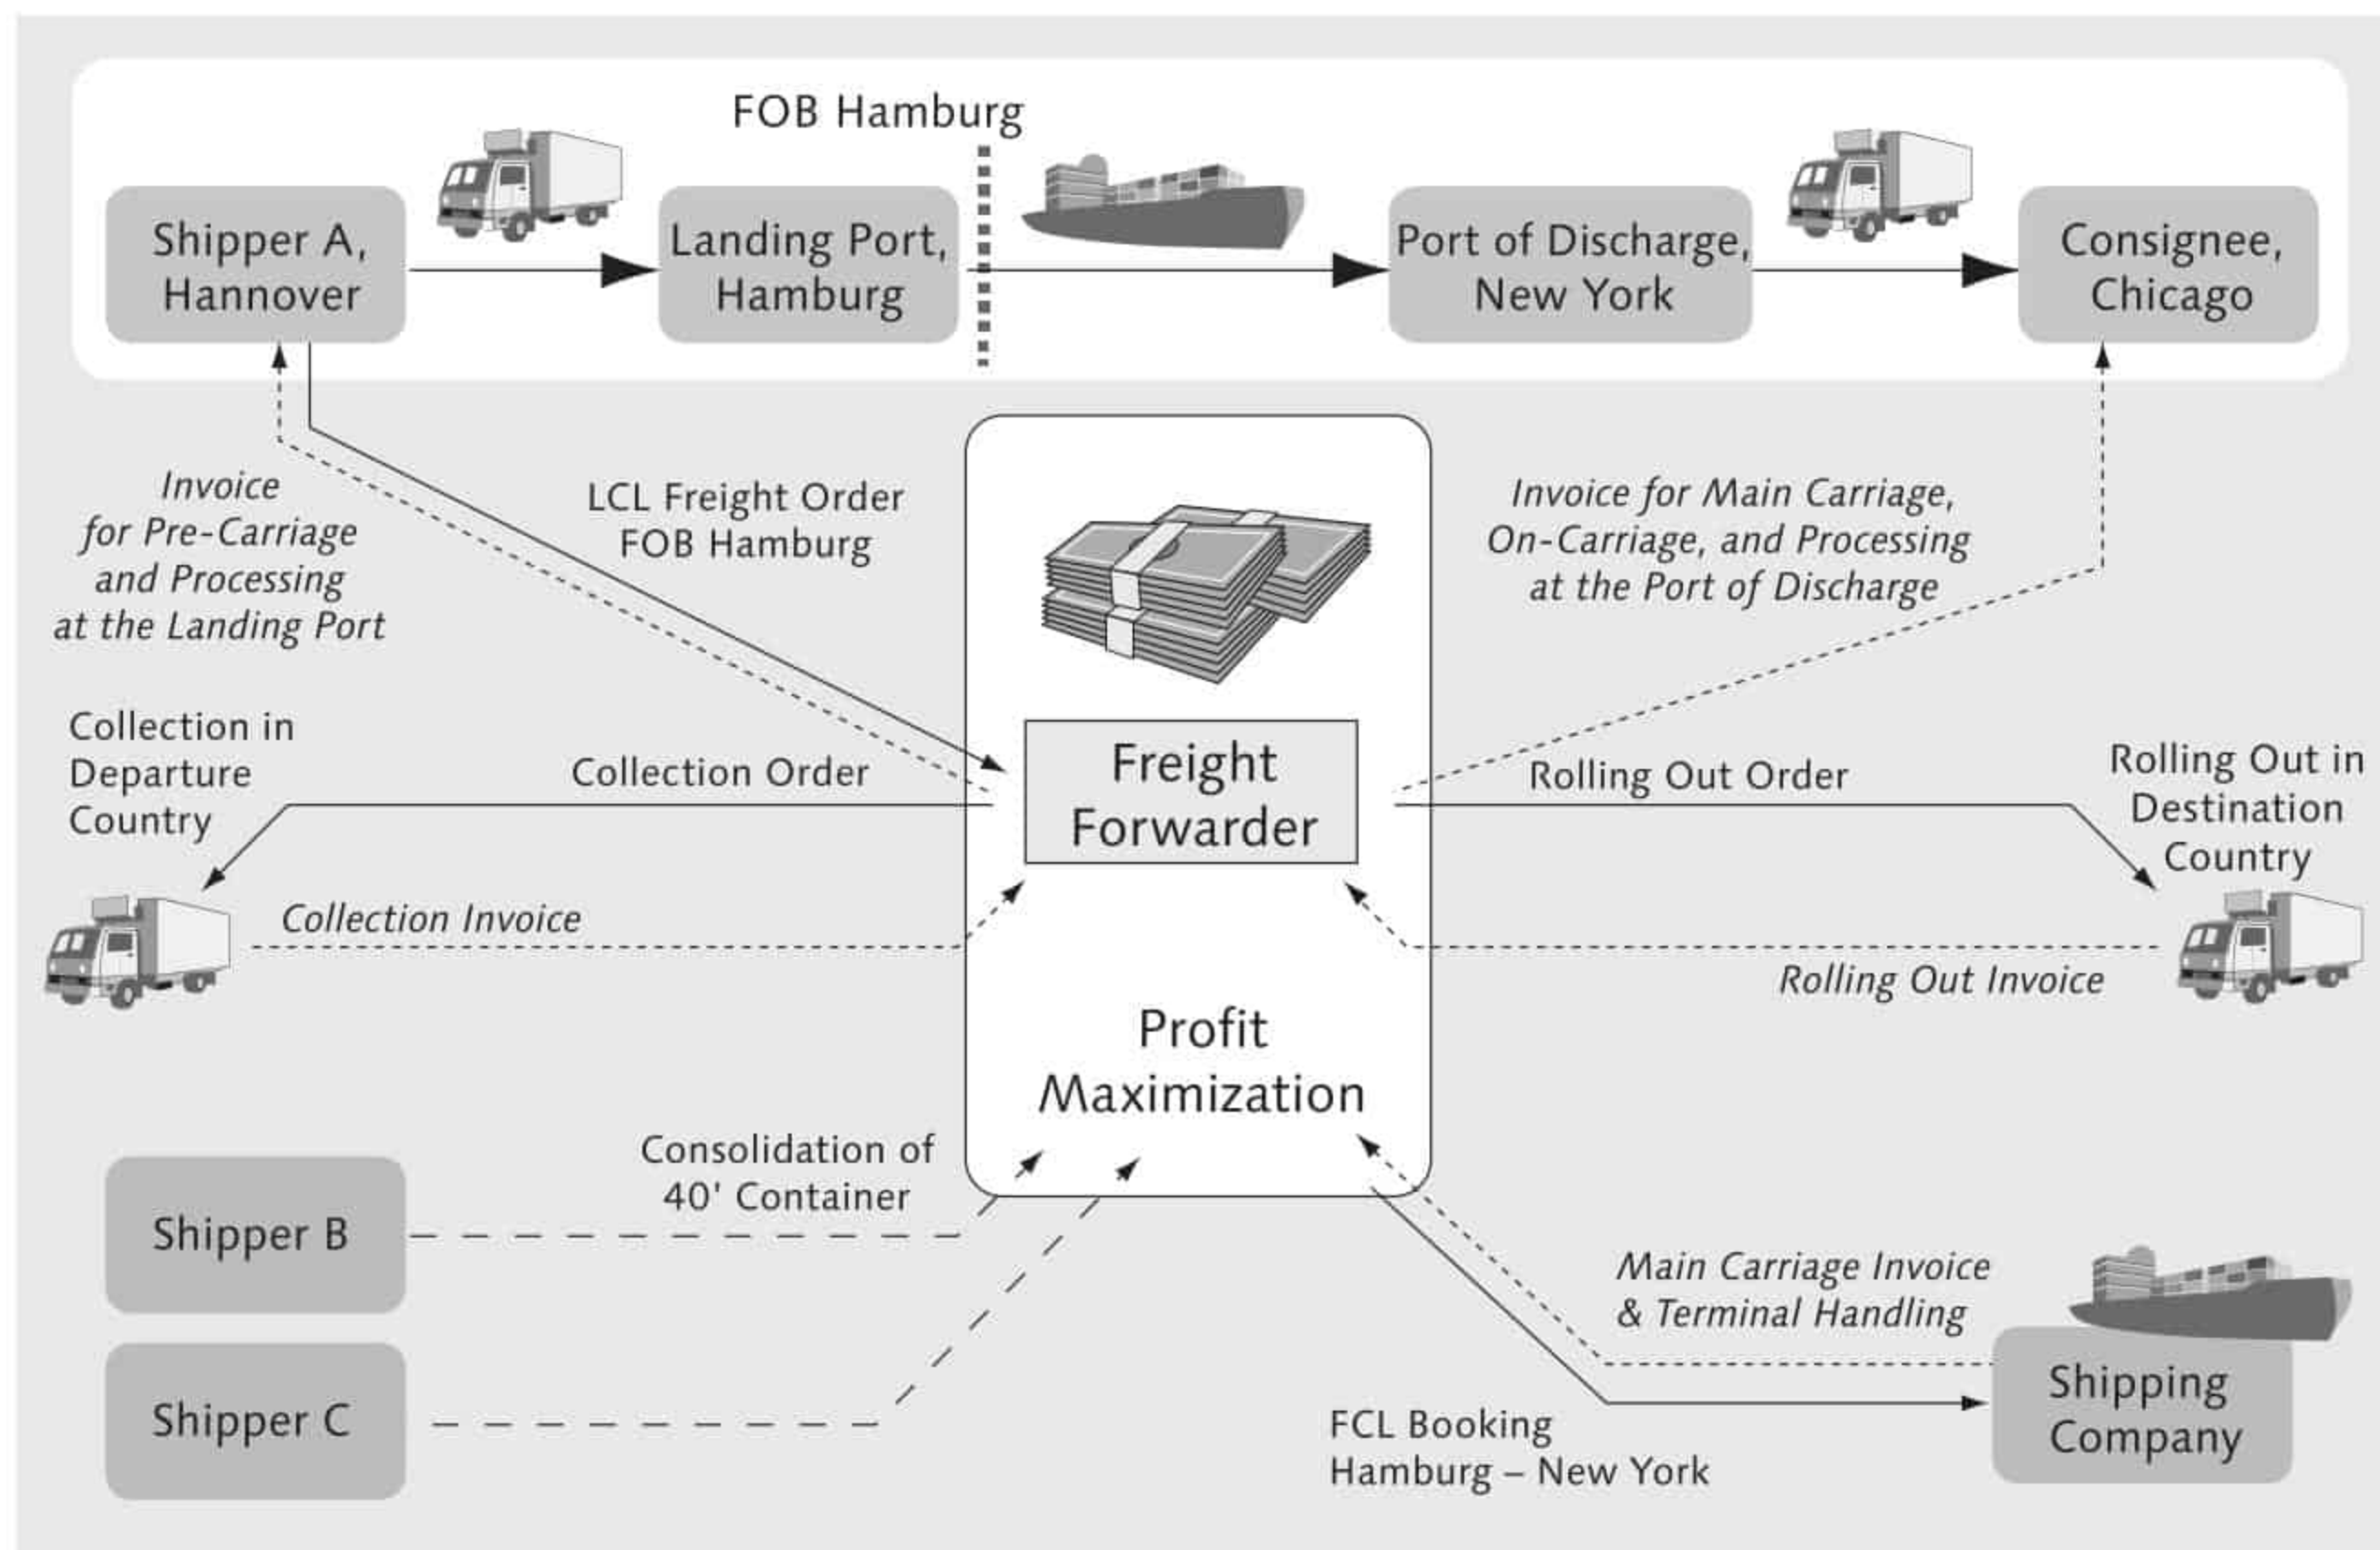 FOB Hamburg
Shipper A,
Hannover
Landing Port,
Hamburg
Port of Discharge,
New York
Consignee,
Chicago
Invoice
for Pre-Carriage
and Processing
at the Landing Port
LCL Freight Order
FOB Hamburg
Invoice for Main Carriage,
On-Carriage, and Processing
at the Port of Discharge
Collection in
Departure
Country
Collection Order
Freight
Forwarder
Rolling Out Order
Rolling Out in
Destination
Country
Collection Invoice
Rolling Out Invoice
Profit
Maximization
Consolidation of
40' Container
Shipper B
Shipper C
Main Carriage Invoice
& Terminal Handling
Shipping
Company
FCL Booking
Hamburg – New York